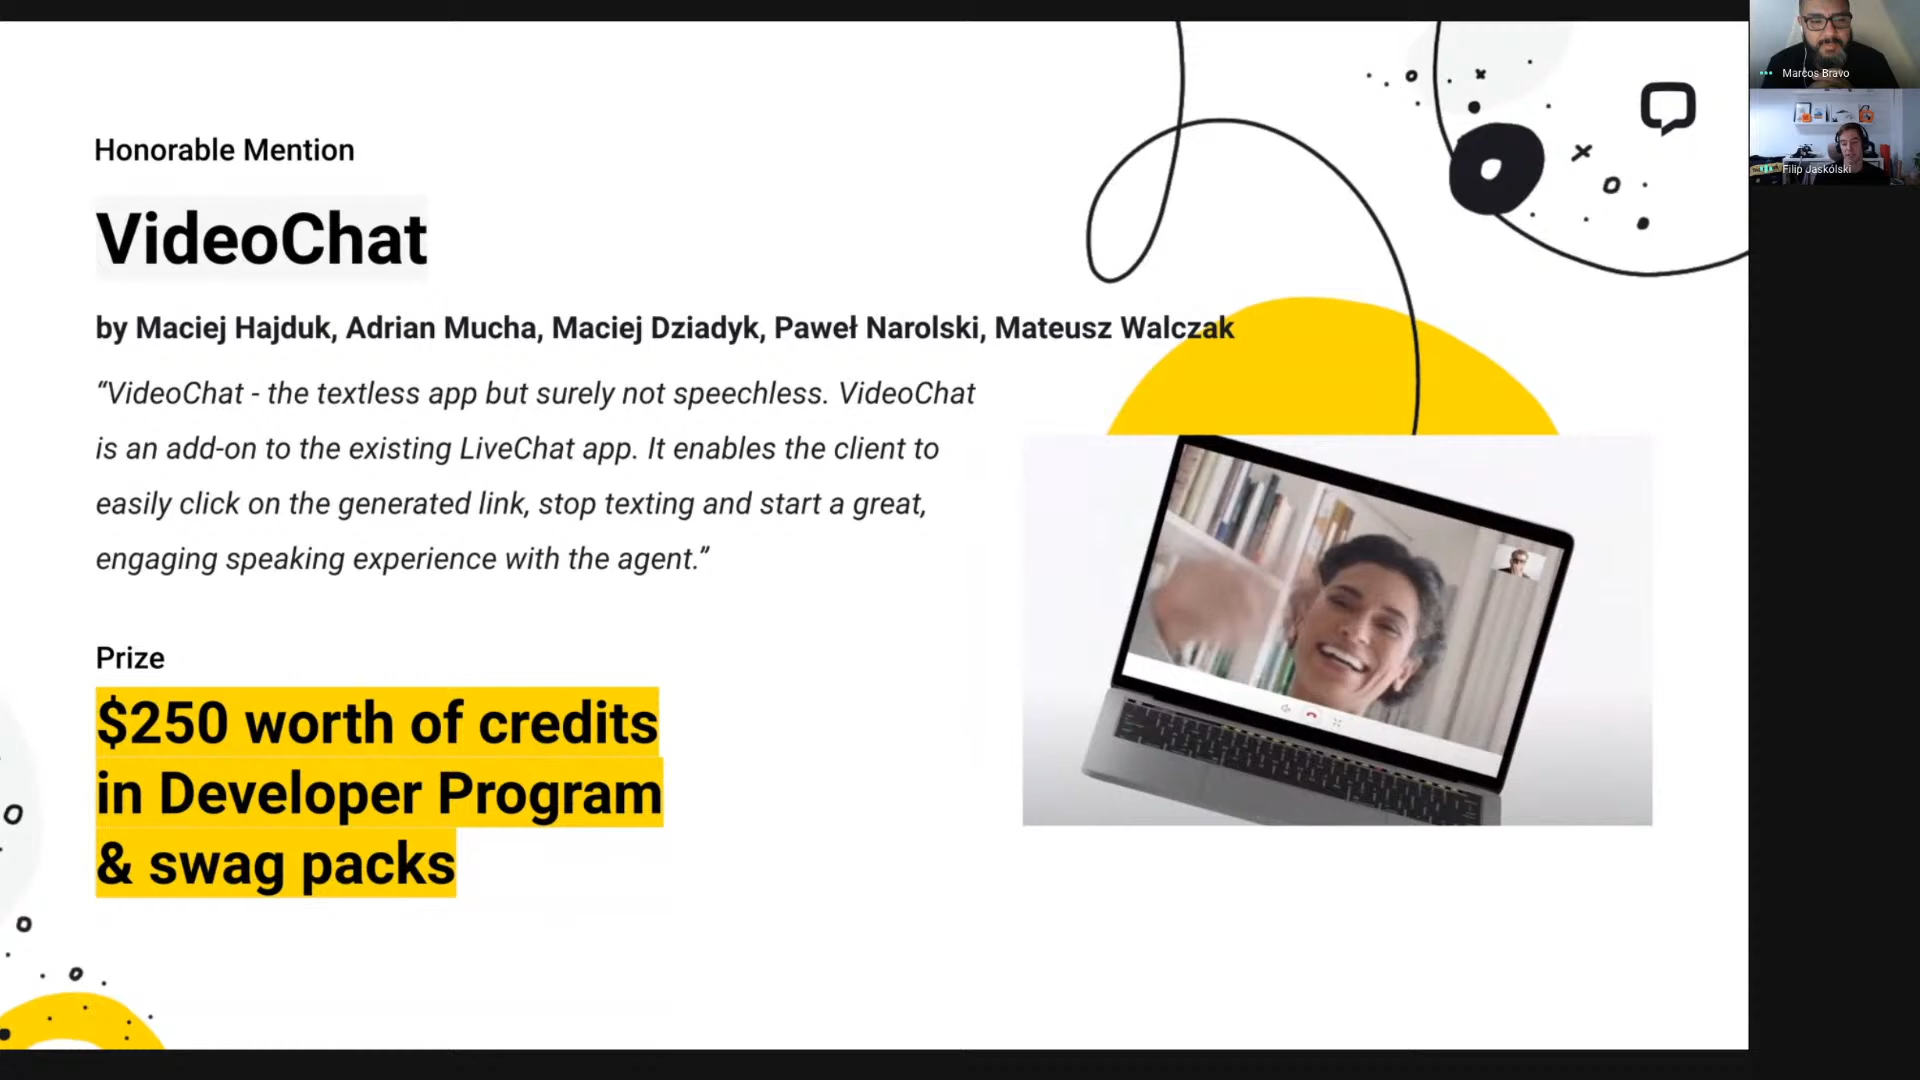 Honorable Mention
VideoChat
by Maciej Hajduk, Adrian Mucha, Maciej Dziadyk, Paweł Narolski, Mateusz Walczak
“VideoChat - the textless app but surely not speechless. VideoChat
is an add-on to the existing LiveChat app. It enables the client to
easily click on the generated link, stop texting and start a great,
engaging speaking experience with the agent.”
Prize
$250 worth of credits
in Developer Program
& swag packs
Marcos Bravo
Filip Jaskólski